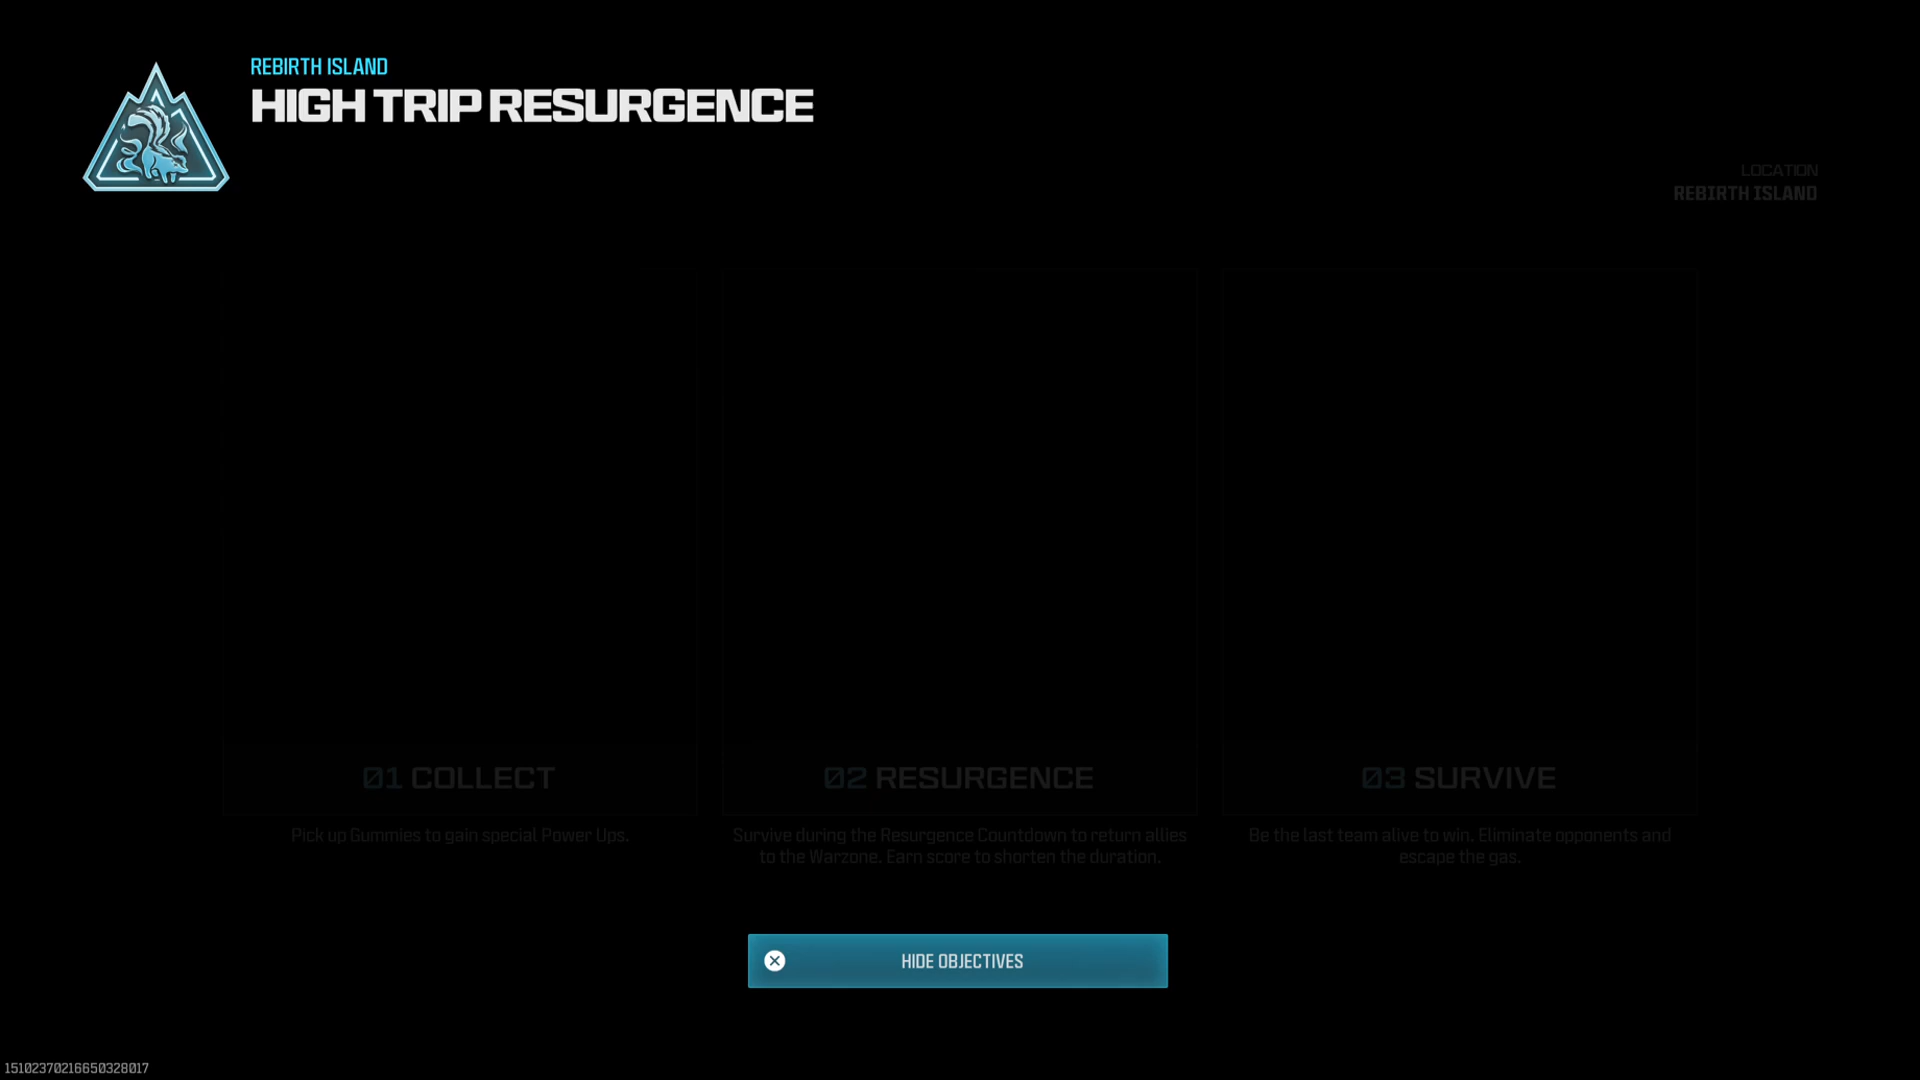 REBIRTH ISLAND
HIGH TRIP RESURGENCE
LOCATION
REBIRTH ISLAND
01 COLLECT
Pick up Gummies to gain special Power Ups.
02 RESURGENCE
Survive during the Resurgence Countdown to return allies
to the Warzone. Earn score to shorten the duration.
03 SURVIVE
Be the last team alive to win. Eliminate opponents and
escape the gas.
HIDE OBJECTIVES
15102370216650328017